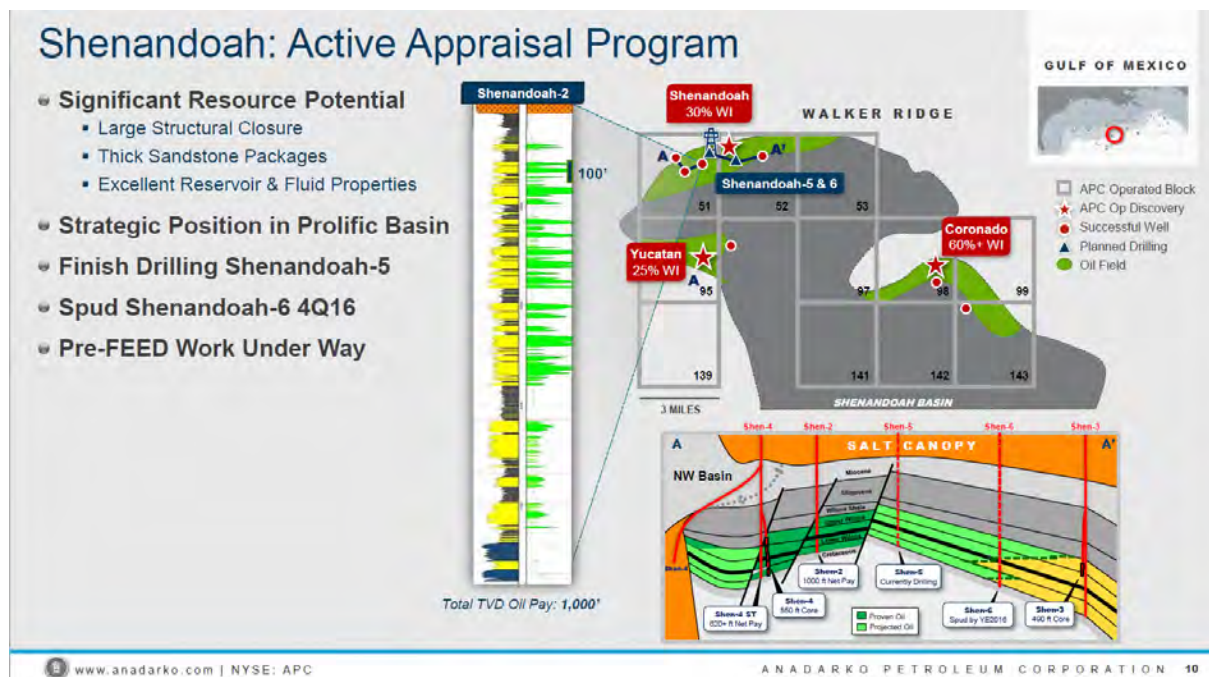 Shenandoah: Active Appraisal Program
Significant Resource Potential
Large Structural Closure
Thick Sandstone Packages
Excellent Reservoir & Fluid Properties
Strategic Position in Prolific Basin
Finish Drilling Shenandoah-5
Spud Shenandoah-6 4Q16
Pre-FEED Work Under Way
Shenandoah-2
100'
Total TVD Oil Pay: 1,000'
Shenandoah
30% WI
WALKER RIDGE
A
A'
Shenandoah-5 & 6
51
52
53
Yucatan
25% WI
A
95
Coronado
60%+ WI
97
98
99
139
141
142
143
3 MILES
SHENANDOAH BASIN
GULF OF MEXICO
APC Operated Block
APC Op Discovery
Successful Well
Planned Drilling
Oil Field
Shen-4
Shen-2
Shen-5
Shen-6
Shen-3
A
SALT CANOPY
A'
NW Basin
Miocene
Oligocene
Upper Wilcox
Lower Wilcox
Cretaceous
Shen-4 ST
620+ ft Net Pay
Shen-4
550 ft Core
Shen-2
1000 ft Net Pay
Shen-5
Currently Drilling
Shen-6
Spud by YE2016
Shen-3
490 ft Core
Proven Oil
Projected Oil
www.anadarko.com | NYSE: APC
ANADARKO PETROLEUM CORPORATION 10